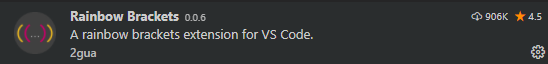 (...)
Rainbow Brackets 0.0.6 906K 4.5
A rainbow brackets extension for VS Code.
2gua